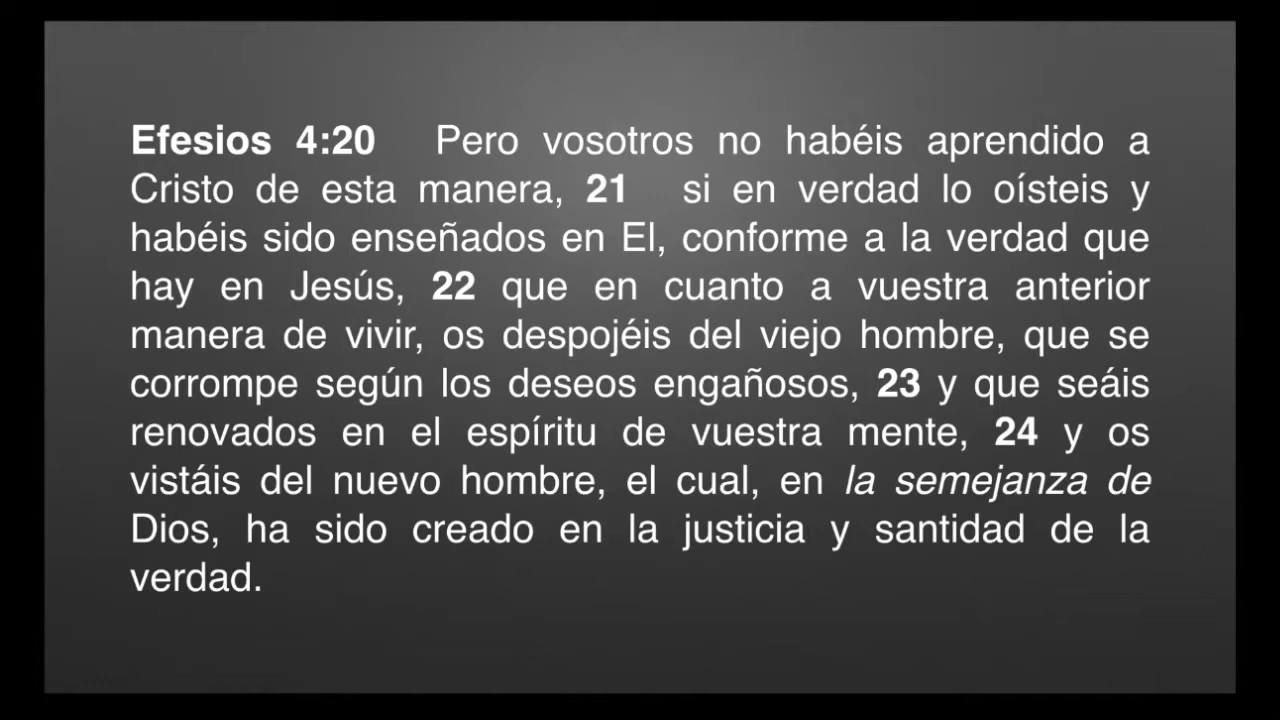 Efesios 4:20 Pero vosotros no habéis aprendido a
Cristo de esta manera, 21 si en verdad lo oísteis y
habéis sido enseñados en El, conforme a la verdad que
hay en Jesús, 22 que en cuanto a vuestra anterior
manera de vivir, os despojéis del viejo hombre, que se
corrompe según los deseos engañosos, 23 y que seáis
renovados en el espíritu de vuestra mente, 24 y os
vistáis del nuevo hombre, el cual, en la semejanza de
Dios, ha sido creado en la justicia y santidad de la
verdad.